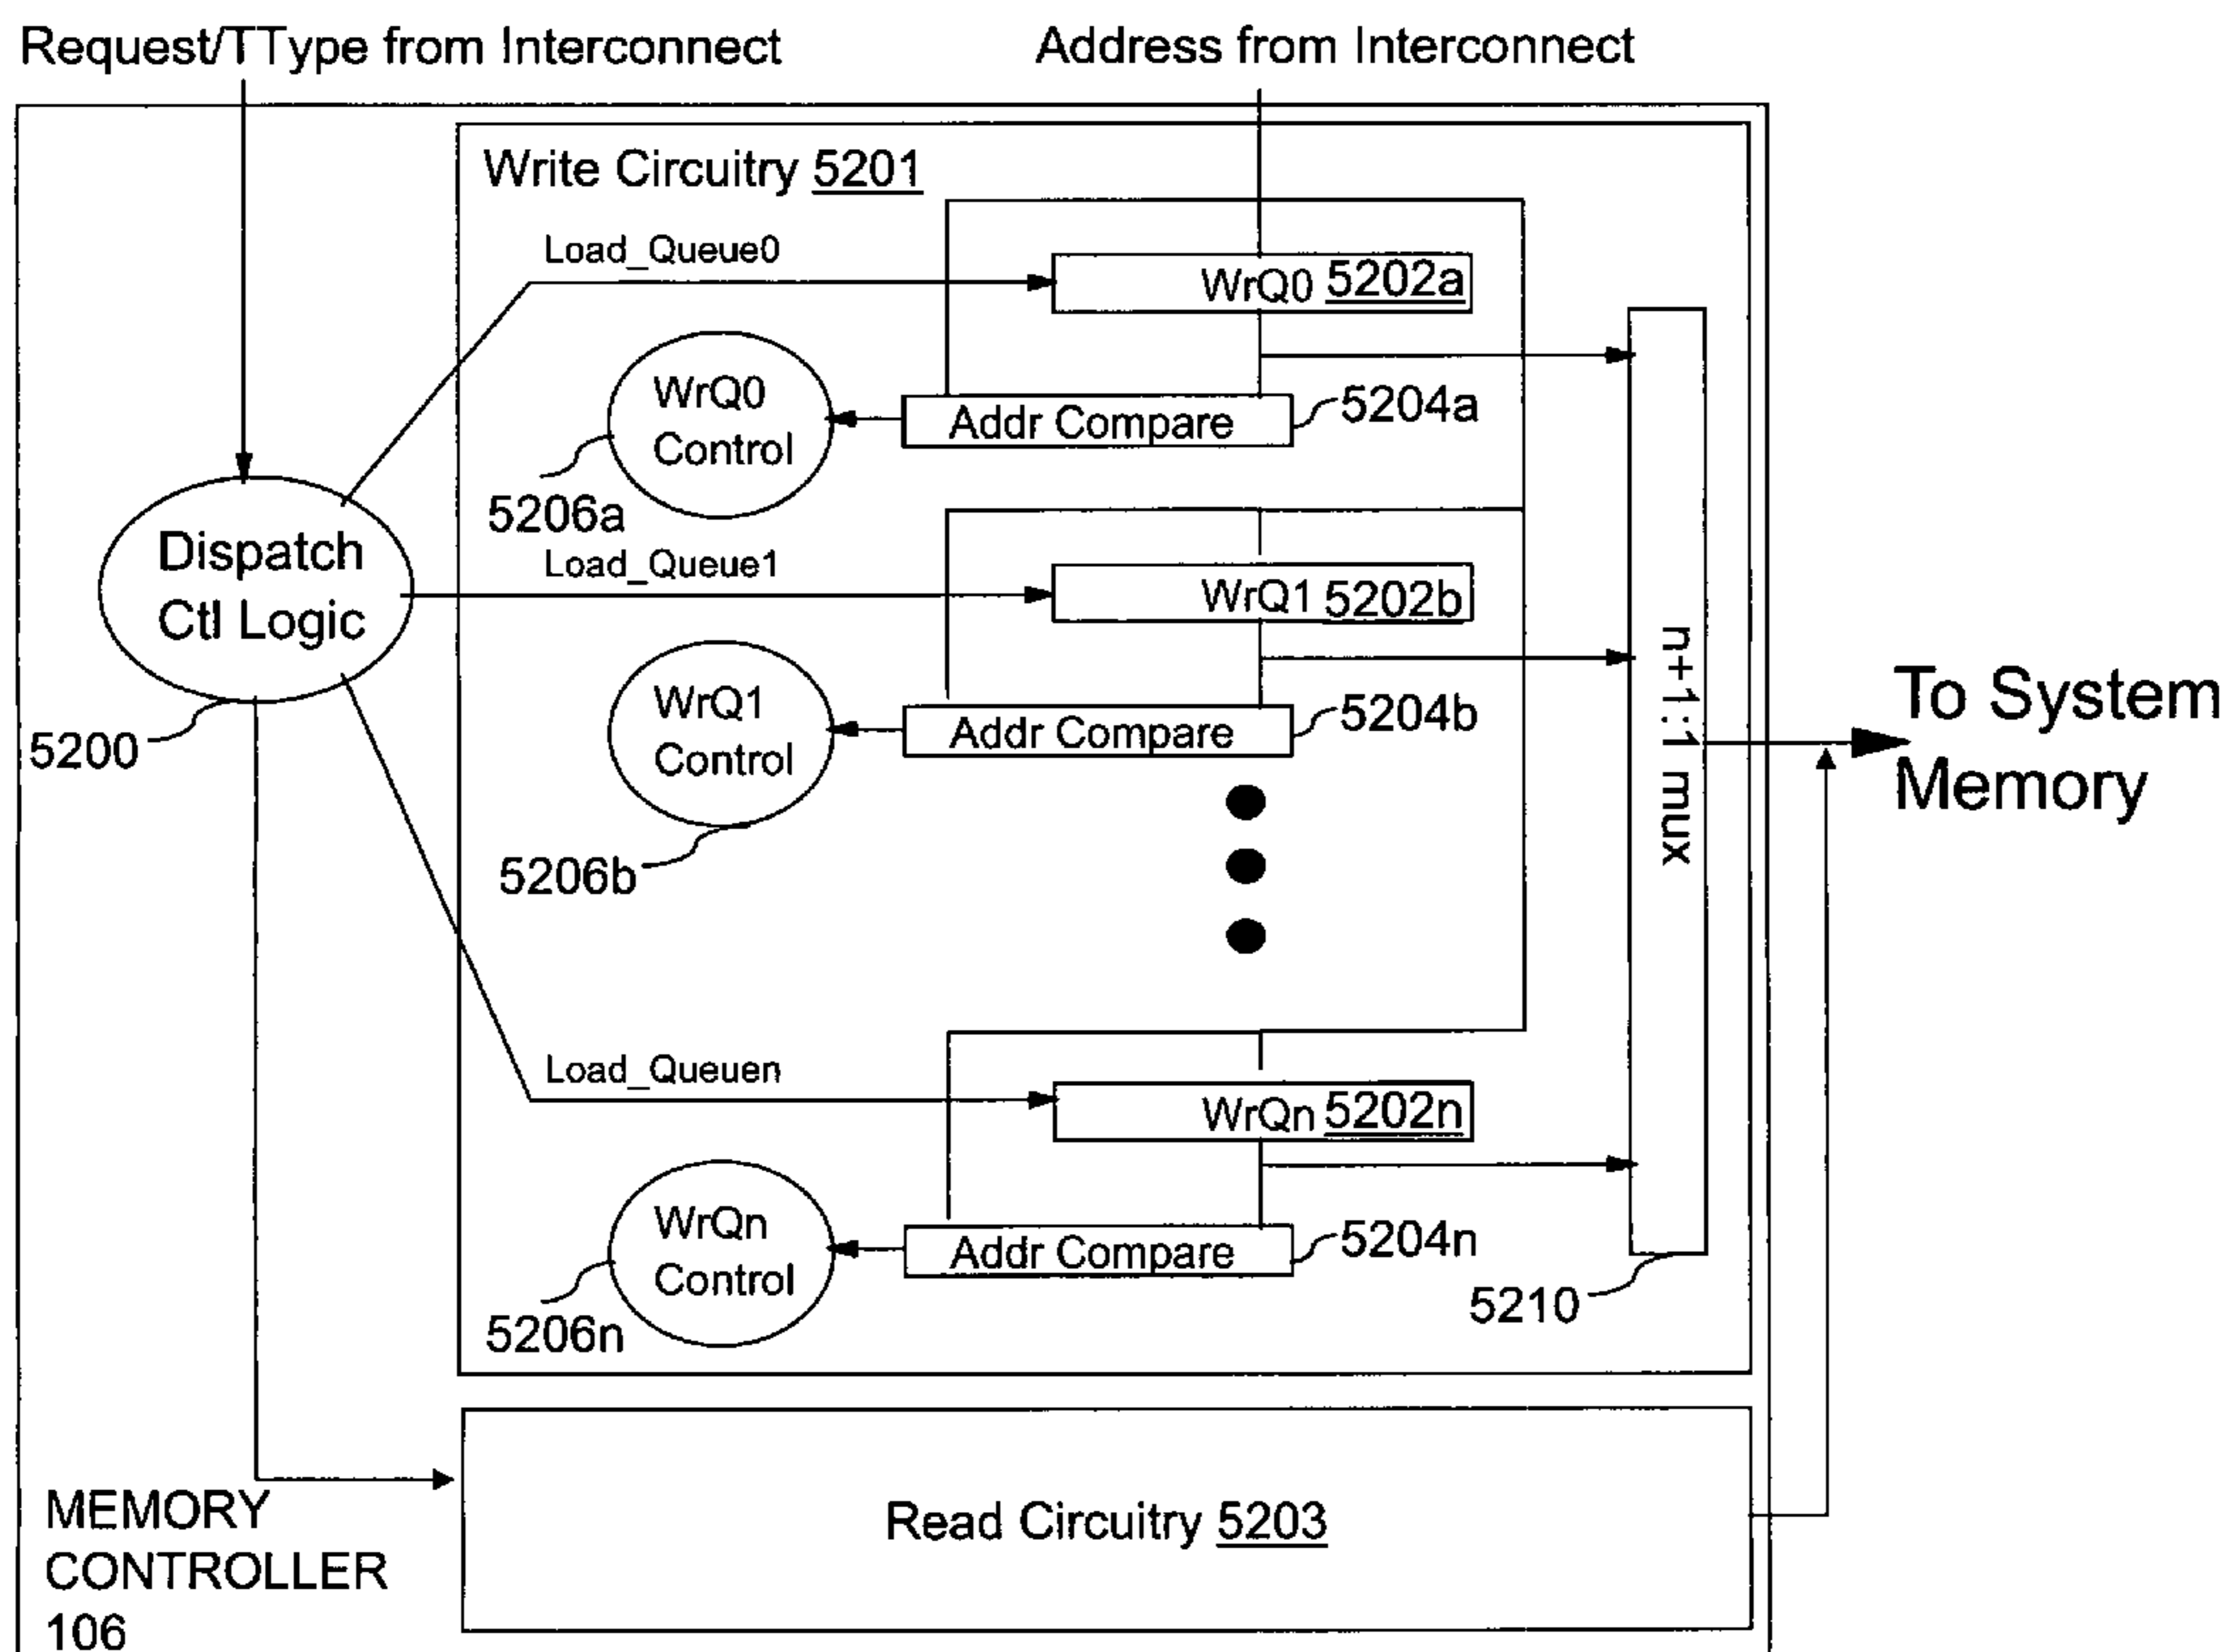 Request/TType from Interconnect
Address from Interconnect
Write Circuitry 5201
Load_Queue0
WrQ0 5202a
WrQ0
Control
Addr Compare
5204a
5206a
Dispatch
Ctl Logic
Load_Queue1
WrQ1 5202b
5200
WrQ1
Control
Addr Compare
5204b
5206b
n+1:1 mux
To System
Memory
Load_Queuen
WrQn 5202n
WrQn
Control
Addr Compare
5204n
5206n
5210
MEMORY
CONTROLLER
106
Read Circuitry 5203